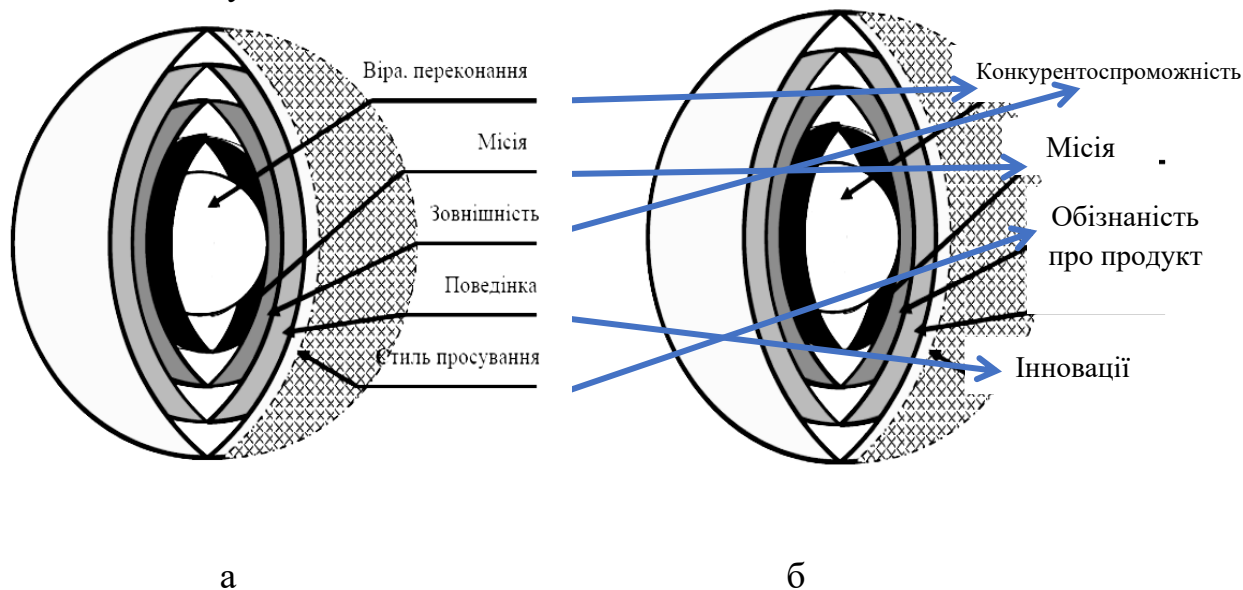 Віра. переконання
Місія
Зовнішність
Поведінка
Стиль просування
Конкурентоспроможність
Місія
Обізнаність
про продукт
Інновації
а
б